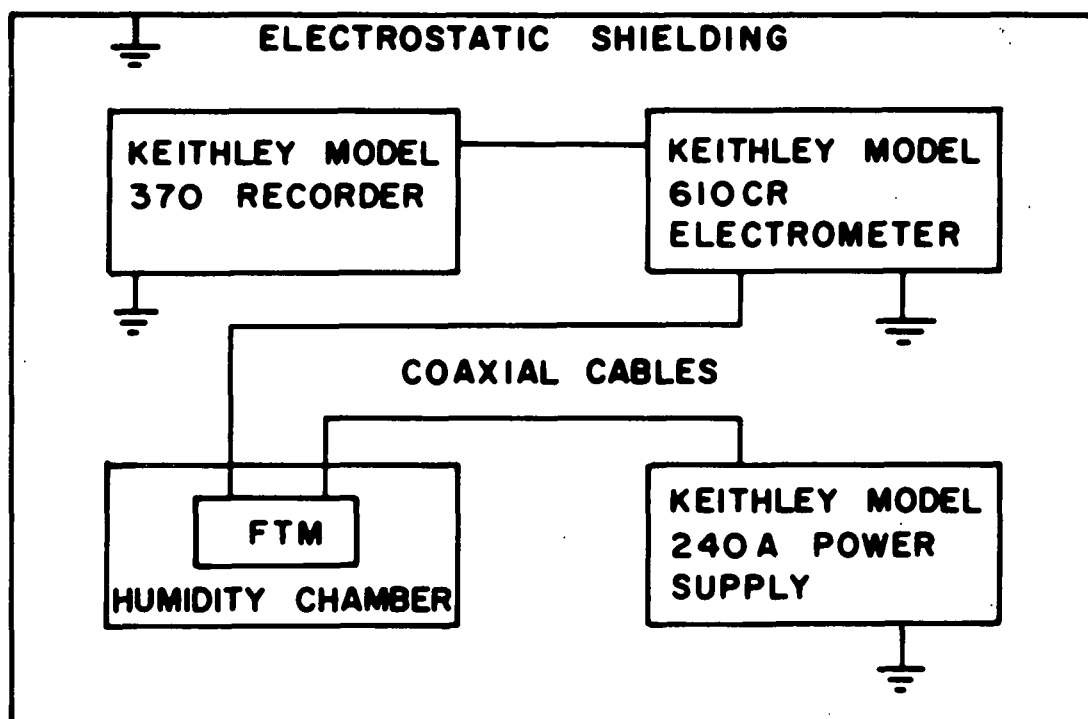 ELECTROSTATIC SHIELDING
KEITHLEY MODEL
370 RECORDER
KEITHLEY MODEL
610CR
ELECTROMETER
COAXIAL CABLES
FTM
HUMIDITY CHAMBER
KEITHLEY MODEL
240A POWER
SUPPLY